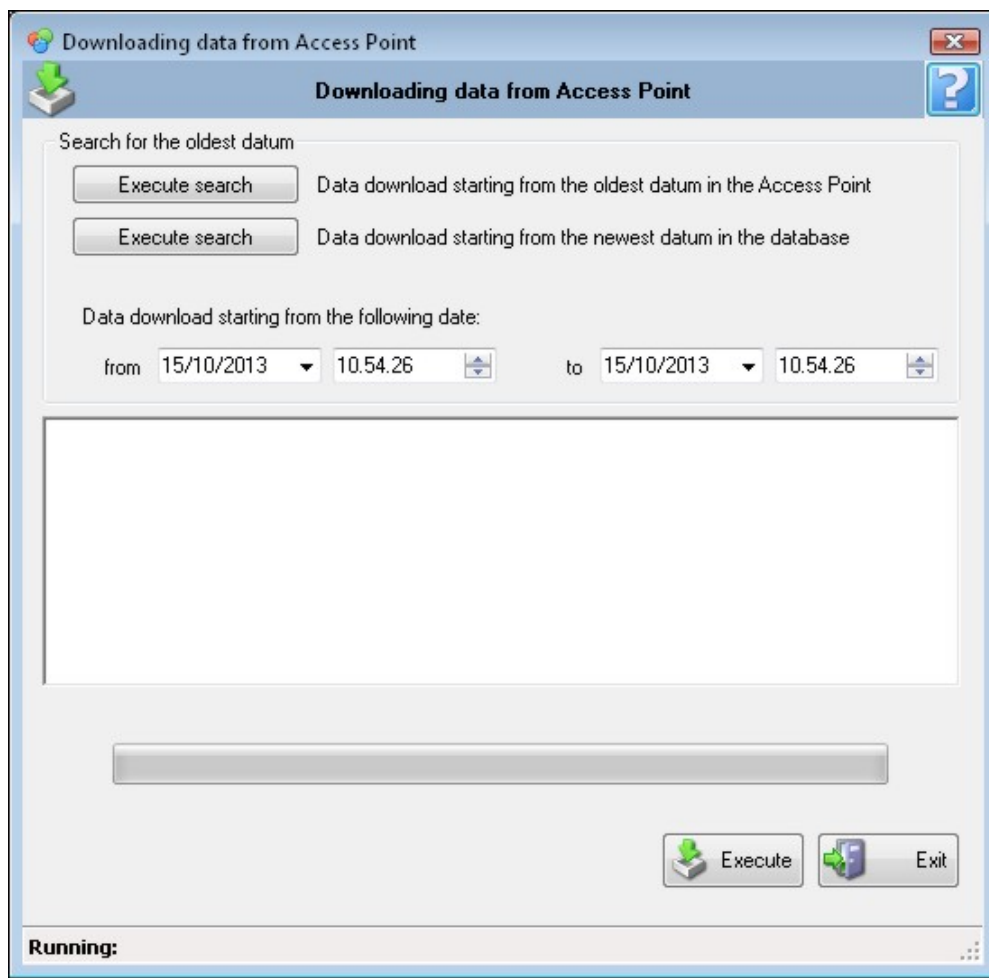 Downloading data from Access Point
Downloading data from Access Point
Search for the oldest datum
Execute search Data download starting from the oldest datum in the Access Point
Execute search Data download starting from the newest datum in the database
Data download starting from the following date:
from 15/10/2013 10.54.26 to 15/10/2013 10.54.26
Execute Exit
Running: